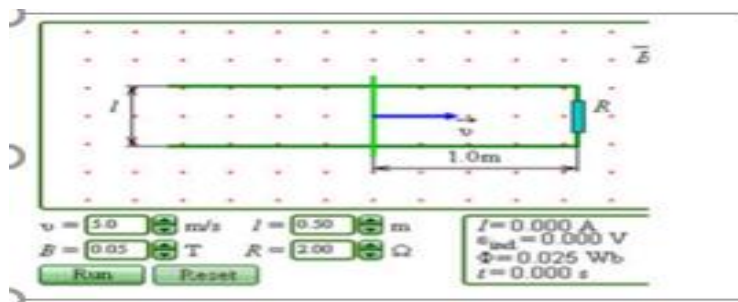 B
l
R
υ
1.0m
υ = 5.0 m/s l = 0.50 m
B = 0.05 T R = 2.00 Ω
Run Reset
I = 0.000 A
ε ind = 0.000 V
Φ = 0.025 Wb
t = 0.000 s